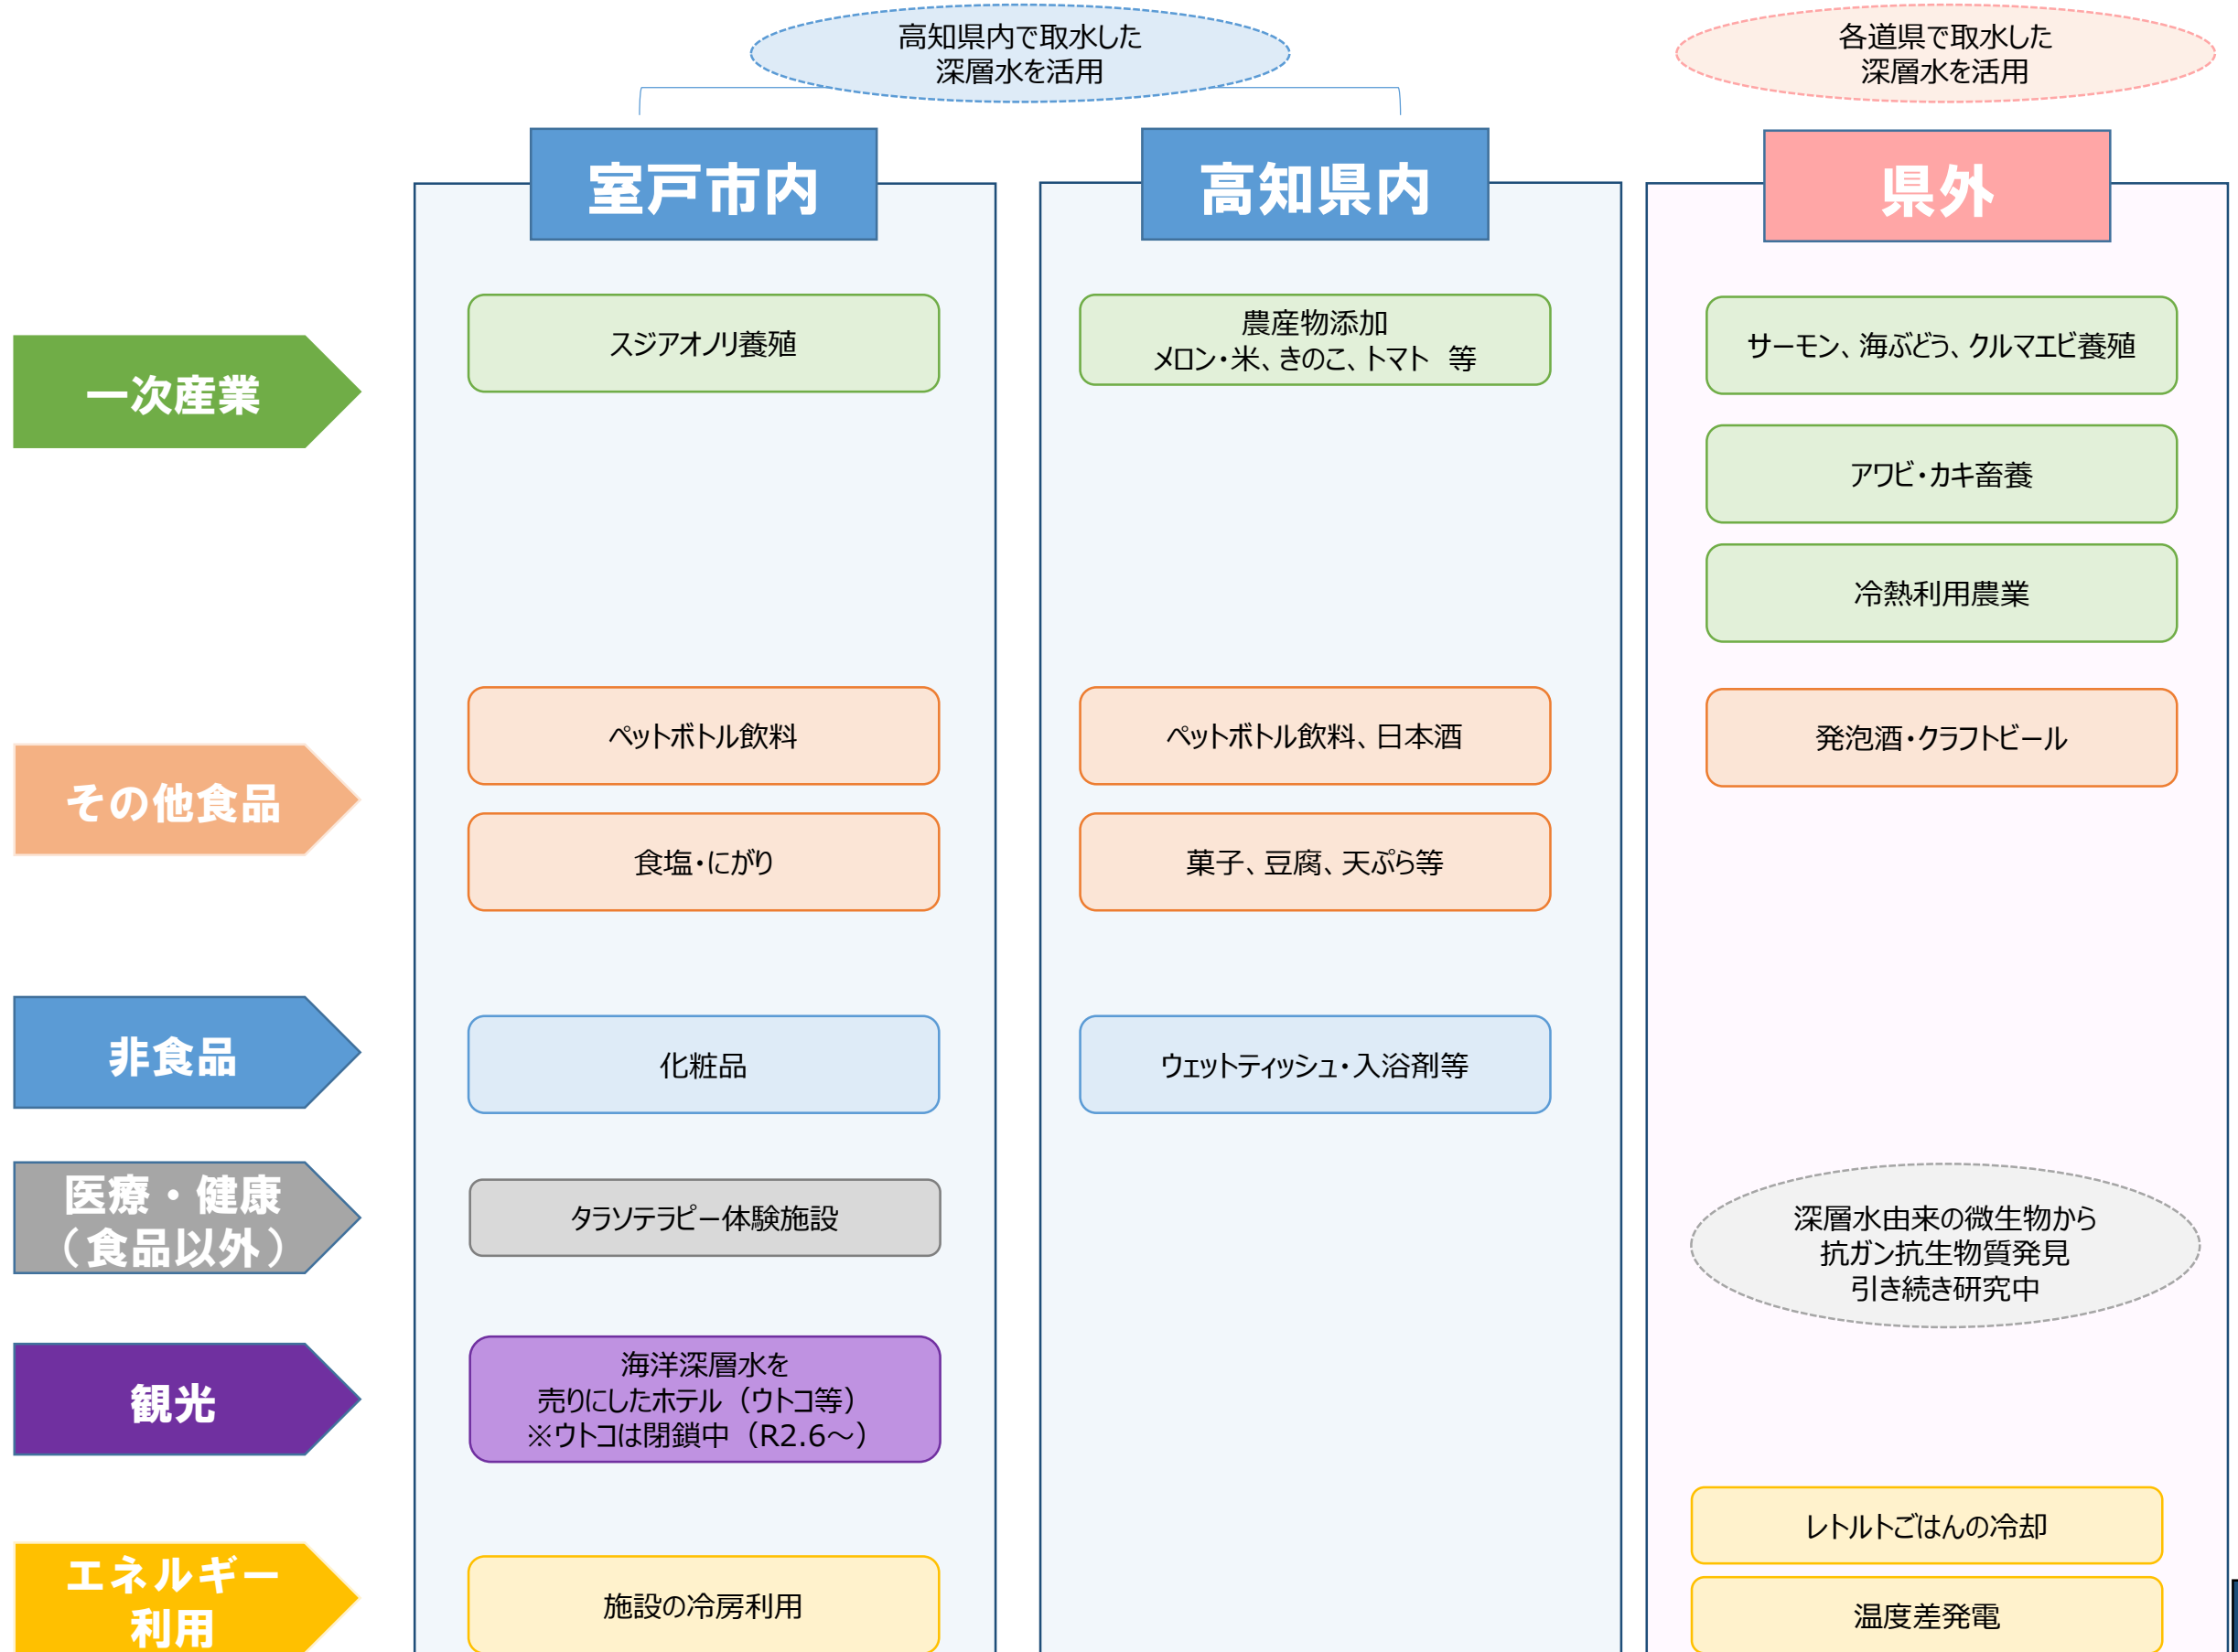 高知県内で取水した
深層水を活用
各道県で取水した
深層水を活用
室戸市内
高知県内
県外
一次産業
スジアオノリ養殖
農産物添加
メロン・米、きのこ、トマト　等
サーモン、海ぶどう、クルマエビ養殖
アワビ・カキ畜養
冷熱利用農業
その他食品
ペットボトル飲料
ペットボトル飲料、日本酒
発泡酒・クラフトビール
食塩・にがり
菓子、豆腐、天ぷら等
非食品
化粧品
ウェットティッシュ・入浴剤等
医療・健康
（食品以外）
タラソテラピー体験施設
深層水由来の微生物から
抗ガン抗生物質発見
引き続き研究中
観光
海洋深層水を
売りにしたホテル（ウトコ等）
※ウトコは閉鎖中（R2.6～）
エネルギー
利用
施設の冷房利用
レトルトごはんの冷却
温度差発電